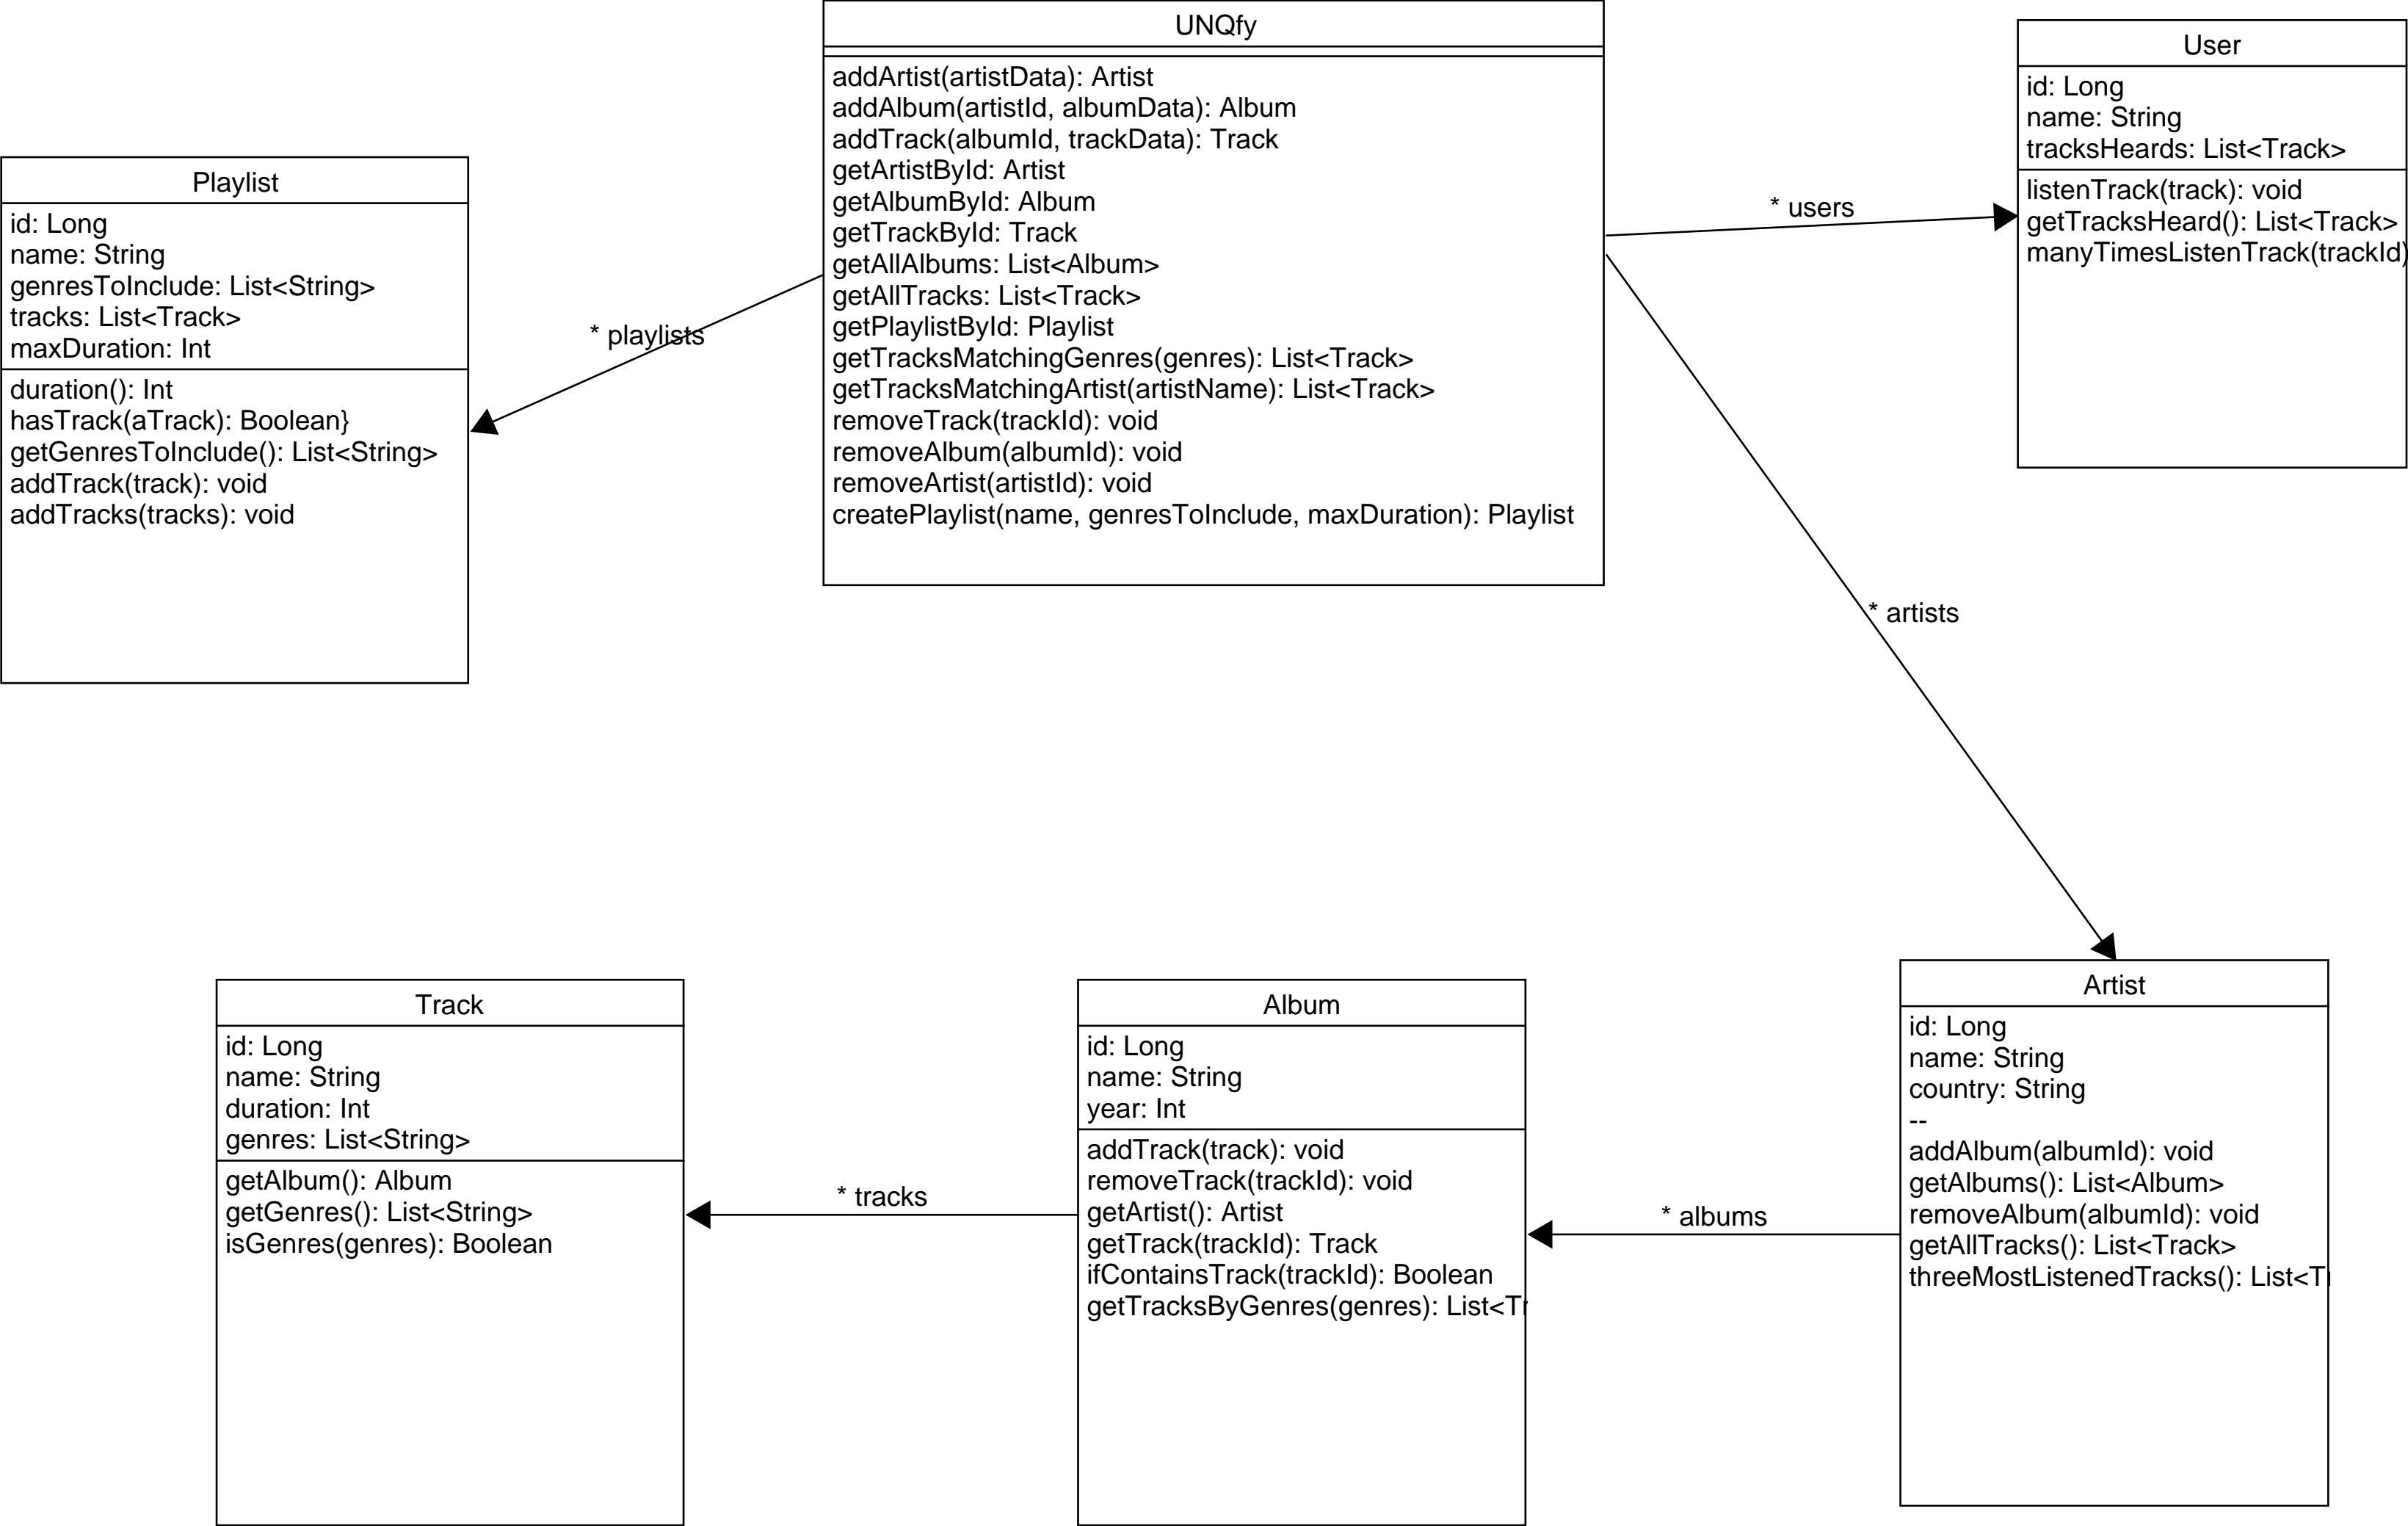 UNQfy
addArtist(artistData): Artist
addAlbum(artistId, albumData): Album
addTrack(albumId, trackData): Track
getArtistById: Artist
getAlbumById: Album
getTrackById: Track
getAllAlbums: List<Album>
getAllTracks: List<Track>
getPlaylistById: Playlist
getTracksMatchingGenres(genres): List<Track>
getTracksMatchingArtist(artistName): List<Track>
removeTrack(trackId): void
removeAlbum(albumId): void
removeArtist(artistId): void
createPlaylist(name, genresToInclude, maxDuration): Playlist
User
id: Long
name: String
tracksHeards: List<Track>
listenTrack(track): void
getTracksHeard(): List<Track>
manyTimesListenTrack(trackId)
Playlist
id: Long
name: String
genresToInclude: List<String>
tracks: List<Track>
maxDuration: Int
duration(): Int
hasTrack(aTrack): Boolean}
getGenresToInclude(): List<String>
addTrack(track): void
addTracks(tracks): void
* playlists
* users
* artists
Track
id: Long
name: String
duration: Int
genres: List<String>
getAlbum(): Album
getGenres(): List<String>
isGenres(genres): Boolean
* tracks
Album
id: Long
name: String
year: Int
addTrack(track): void
removeTrack(trackId): void
getArtist(): Artist
getTrack(trackId): Track
ifContainsTrack(trackId): Boolean
getTracksByGenres(genres): List<Tr
* albums
Artist
id: Long
name: String
country: String
--
addAlbum(albumId): void
getAlbums(): List<Album>
removeAlbum(albumId): void
getAllTracks(): List<Track>
threeMostListenedTracks(): List<T